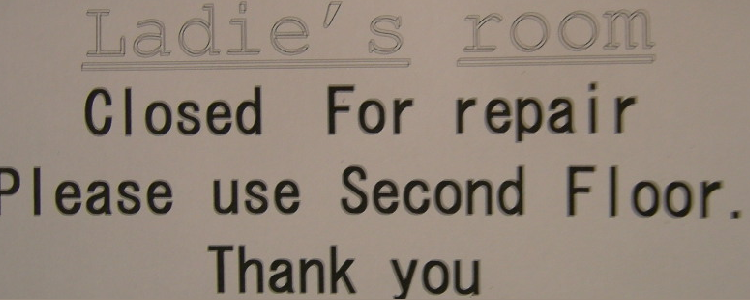 Ladie's room
Closed For repair
Please use Second Floor.
Thank you